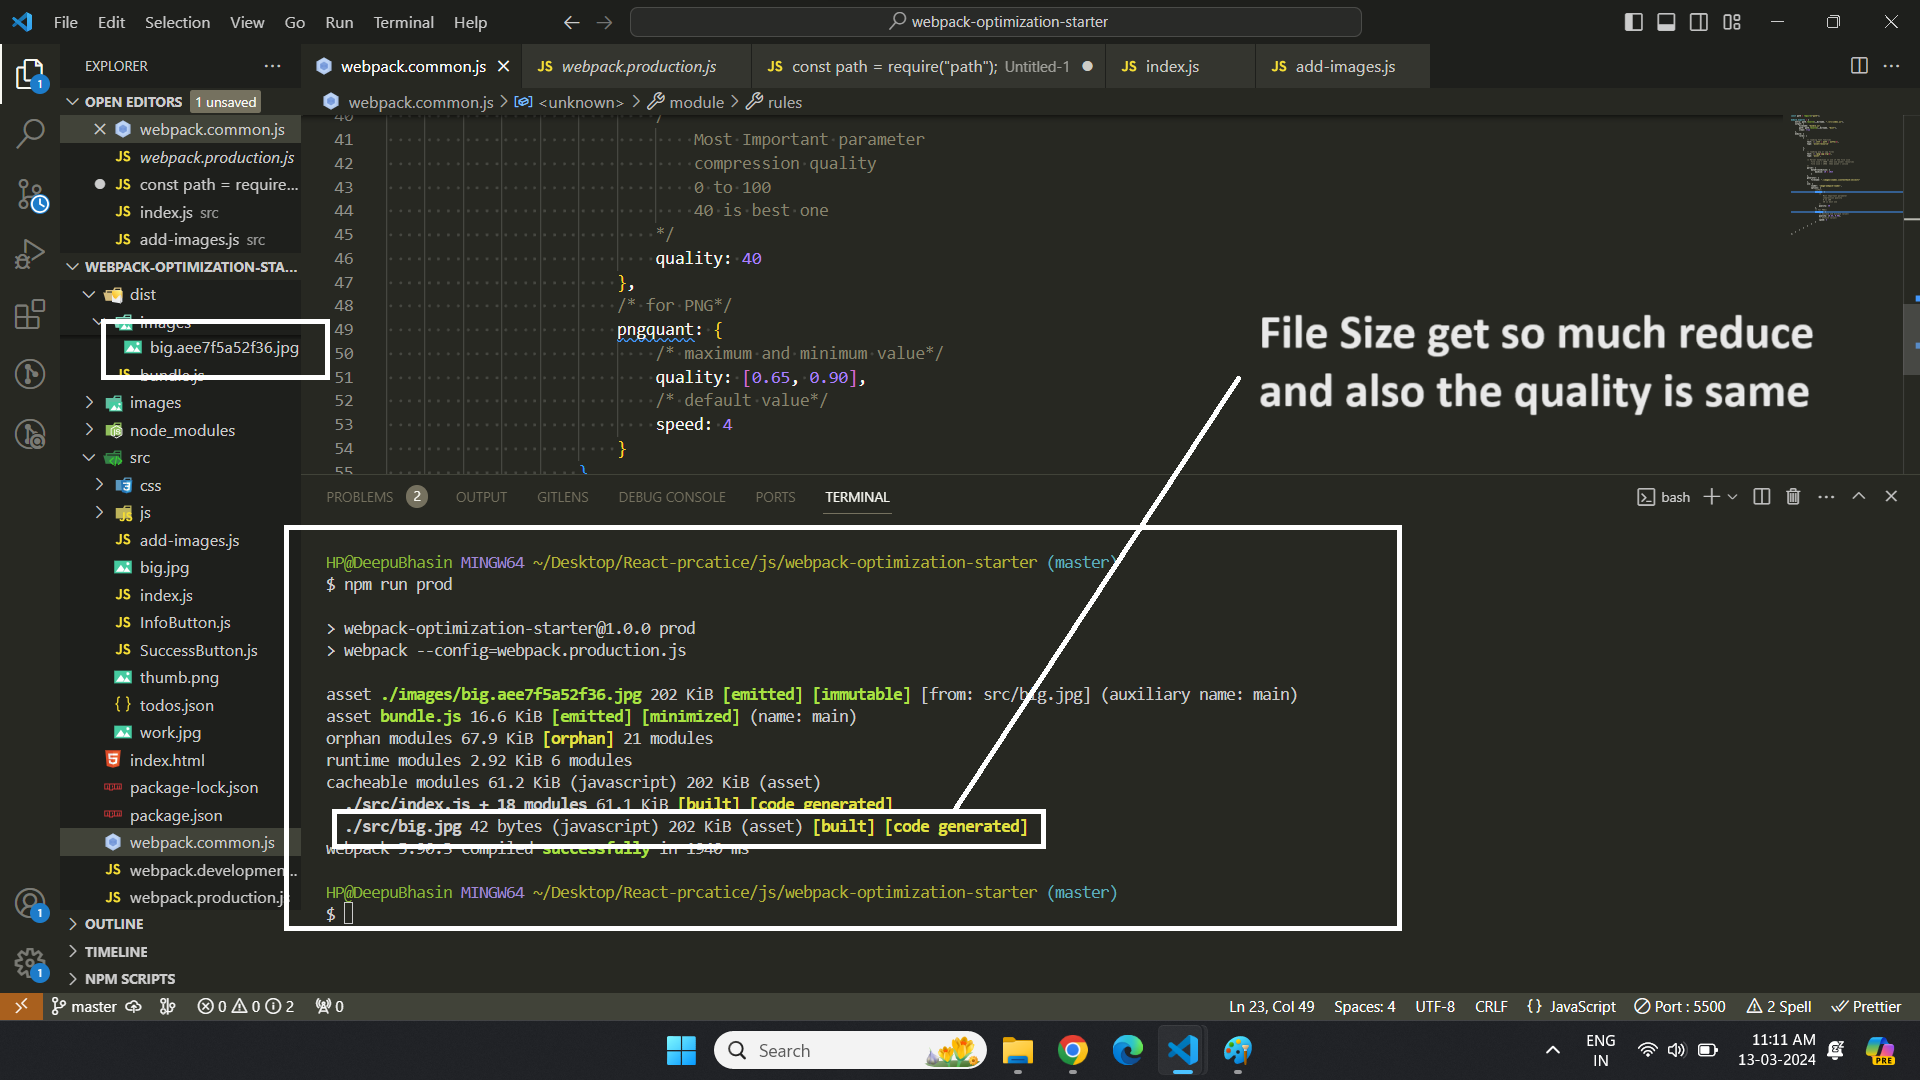 File Edit Selection View Go Run Terminal Help
webpack-optimization-starter
EXPLORER
OPEN EDITORS 1 unsaved
webpack.common.js
webpack.production.js
const path = require...
index.js src
add-images.js src
WEBPACK-OPTIMIZATION-STA...
dist
images
big.aee7f5a52f36.jpg
bundle.js
images
node_modules
src
css
js
add-images.js
big.jpg
index.js
InfoButton.js
SuccessButton.js
thumb.png
todos.json
work.jpg
index.html
package-lock.json
package.json
webpack.common.js
webpack.developmen...
webpack.production.js
OUTLINE
TIMELINE
NPM SCRIPTS
webpack.common.js
webpack.production.js
const path = require("path"); Untitled-1
index.js
add-images.js
webpack.common.js > <unknown> > module > rules
40 /
41 Most Important parameter
42 compression quality
43 0 to 100
44 40 is best one
45 */
46 quality: 40
47 },
48 /* for PNG*/
49 pngquant: {
50 /* maximum and minimum value*/
51 quality: [0.65, 0.90],
52 /* default value*/
53 speed: 4
54 }
55 }
File Size get so much reduce
and also the quality is same
PROBLEMS 2 OUTPUT GITLENS DEBUG CONSOLE PORTS TERMINAL
bash
HP@DeepuBhasin MINGW64 ~/Desktop/React-prcatice/js/webpack-optimization-starter (master)
$ npm run prod
> webpack-optimization-starter@1.0.0 prod
> webpack --config=webpack.production.js
asset ./images/big.aee7f5a52f36.jpg 202 KiB [emitted] [immutable] [from: src/big.jpg] (auxiliary name: main)
asset bundle.js 16.6 KiB [emitted] [minimized] (name: main)
orphan modules 67.9 KiB [orphan] 21 modules
runtime modules 2.92 KiB 6 modules
cacheable modules 61.2 KiB (javascript) 202 KiB (asset)
./src/index.js + 18 modules 61.1 KiB [built] [code generated]
./src/big.jpg 42 bytes (javascript) 202 KiB (asset) [built] [code generated]
webpack 5.90.3 compiled successfully in 1940 ms
HP@DeepuBhasin MINGW64 ~/Desktop/React-prcatice/js/webpack-optimization-starter (master)
$
1
1
1
master 0 0 2 0
Ln 23, Col 49 Spaces: 4 UTF-8 CRLF {} JavaScript Port : 5500 2 Spell Prettier
Search
ENG
IN
11:11 AM
13-03-2024
PRE